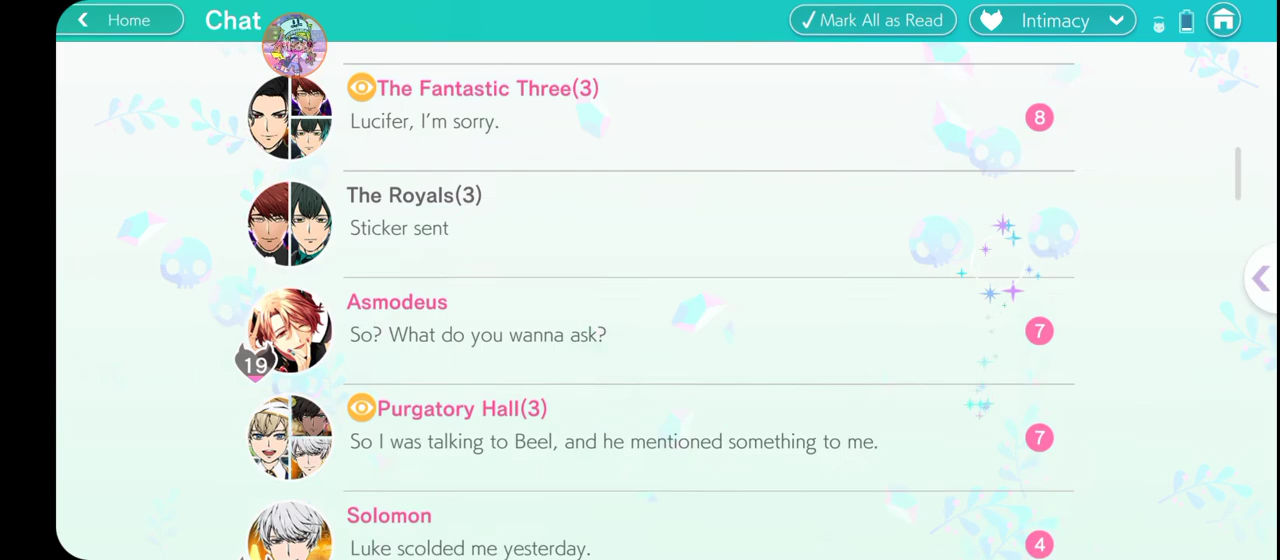 Home
Chat
✓Mark All as Read
Intimacy
The Fantastic Three(3)
Lucifer, I'm sorry.
8
The Royals(3)
Sticker sent
Asmodeus
So? What do you wanna ask?
7
19
Purgatory Hall(3)
So I was talking to Beel, and he mentioned something to me.
7
Solomon
Luke scolded me yesterday.
4